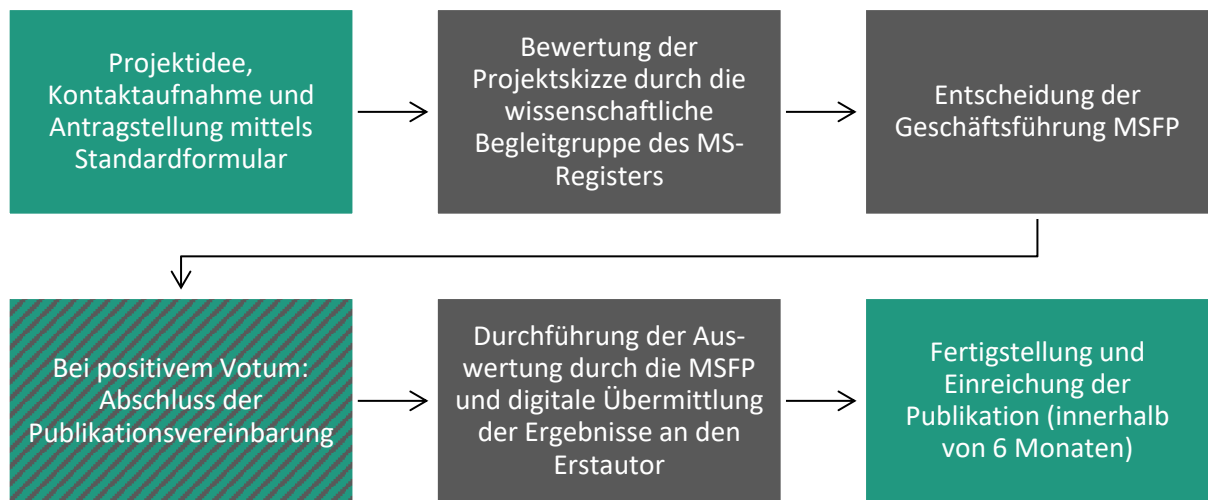 Projektidee,
Kontaktaufnahme und
Antragstellung mittels
Standardformular
Bewertung der
Projektskizze durch die
wissenschaftliche
Begleitgruppe des MS-
Registers
Entscheidung der
Geschäftsführung MSFP
Bei positivem Votum:
Abschluss der
Publikationsvereinbarung
Durchführung der Aus-
wertung durch die MSFP
und digitale Übermittlung
der Ergebnisse an den
Erstautor
Fertigstellung und
Einreichung der
Publikation (innerhalb
von 6 Monaten)